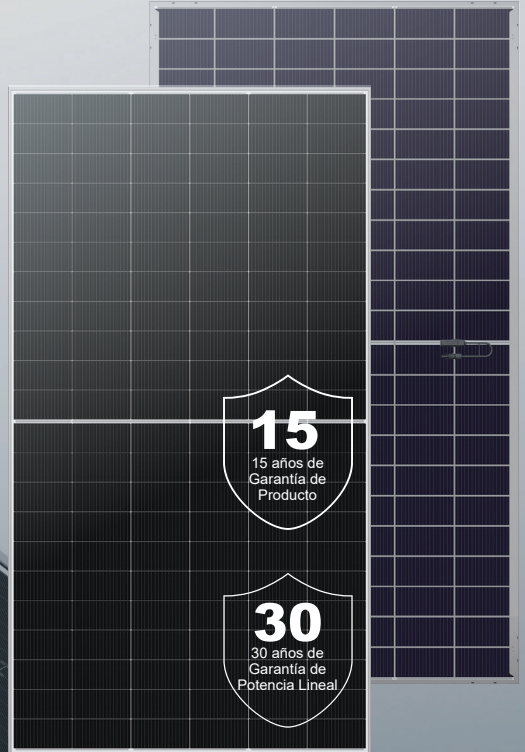 15
15 años de
Garantía de
Producto
30
30 años de
Garantía de
Potencia Lineal